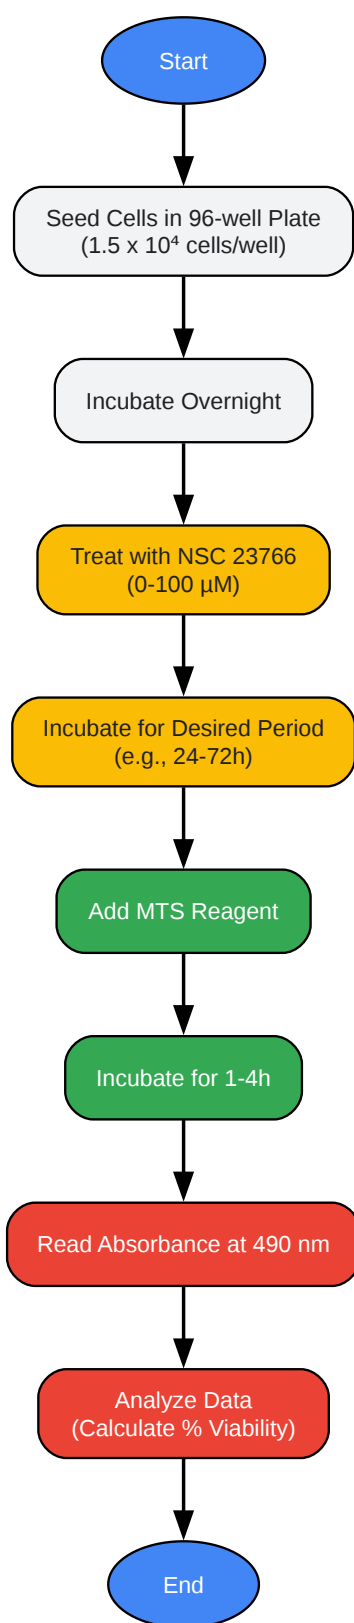 Start
Seed Cells in 96-well Plate
(1.5 x 10⁴ cells/well)
Incubate Overnight
Treat with NSC 23766
(0-100 µM)
Incubate for Desired Period
(e.g., 24-72h)
Add MTS Reagent
Incubate for 1-4h
Read Absorbance at 490 nm
Analyze Data
(Calculate % Viability)
End